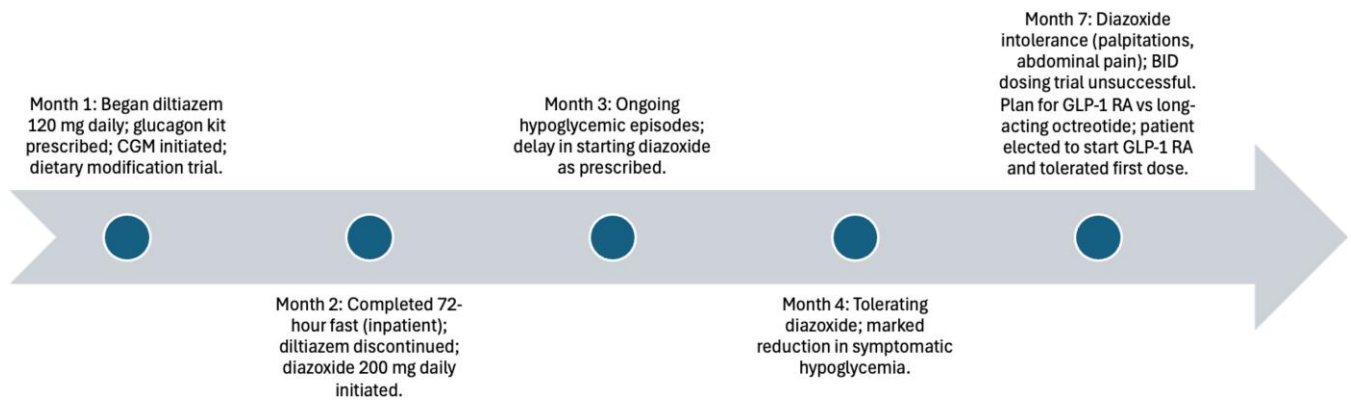 Month 1: Began diltiazem
120 mg daily; glucagon kit
prescribed; CGM initiated;
dietary modification trial.
Month 2: Completed 72-
hour fast (inpatient);
diltiazem discontinued;
diazoxide 200 mg daily
initiated.
Month 3: Ongoing
hypoglycemic episodes;
delay in starting diazoxide
as prescribed.
Month 4: Tolerating
diazoxide; marked
reduction in symptomatic
hypoglycemia.
Month 7: Diazoxide
intolerance (palpitations,
abdominal pain); BID
dosing trial unsuccessful.
Plan for GLP-1 RA vs long-
acting octreotide; patient
elected to start GLP-1 RA
and tolerated first dose.